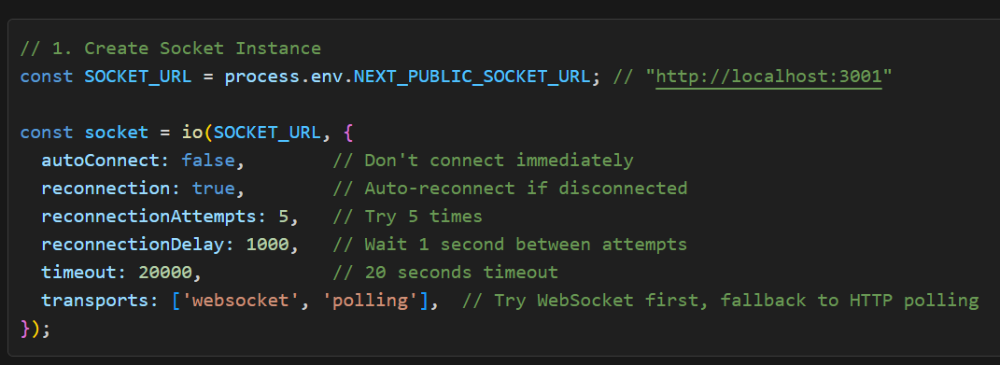 // 1. Create Socket Instance
const SOCKET_URL = process.env.NEXT_PUBLIC_SOCKET_URL; // "http://localhost:3001"

const socket = io(SOCKET_URL, {
  autoConnect: false,        // Don't connect immediately
  reconnection: true,        // Auto-reconnect if disconnected
  reconnectionAttempts: 5,   // Try 5 times
  reconnectionDelay: 1000,   // Wait 1 second between attempts
  timeout: 20000,            // 20 seconds timeout
  transports: ['websocket', 'polling'],  // Try WebSocket first, fallback to HTTP polling
});